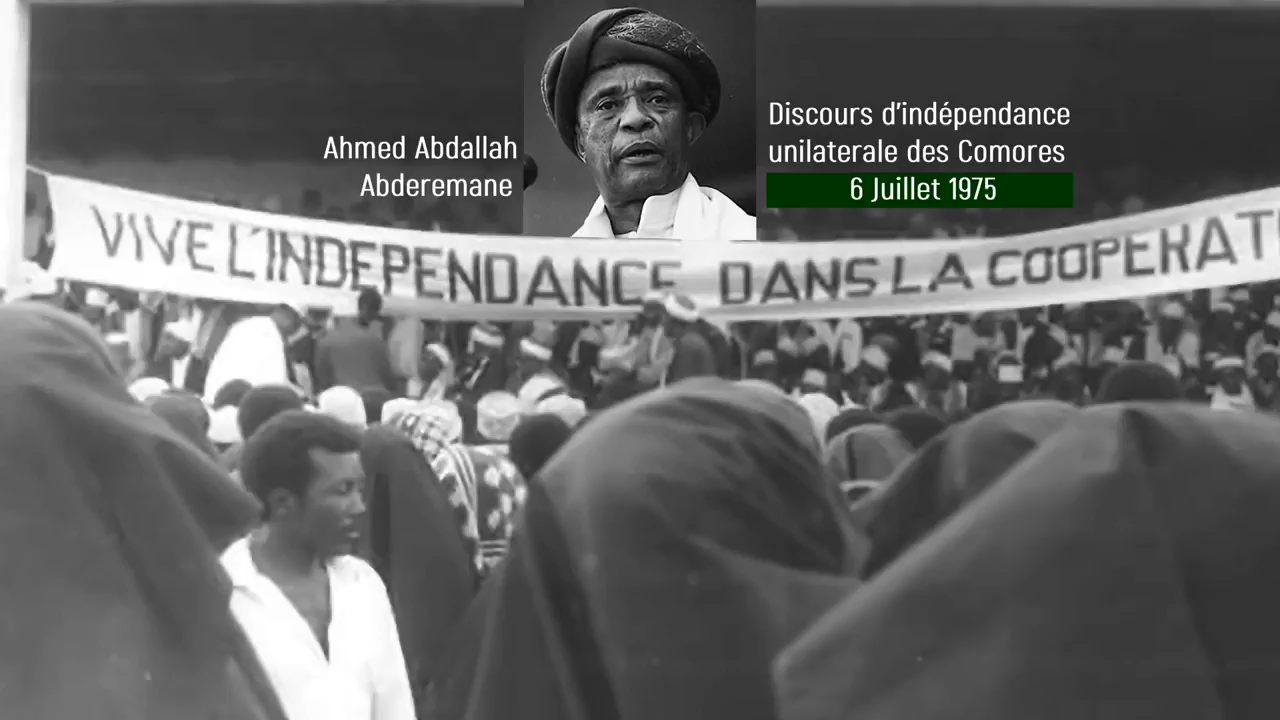 Ahmed Abdallah
Abderemane
Discours d'indépendance
unilaterale des Comores
6 Juillet 1975
VIVE L'INDEPENDANCE DANS LA COOPERAT